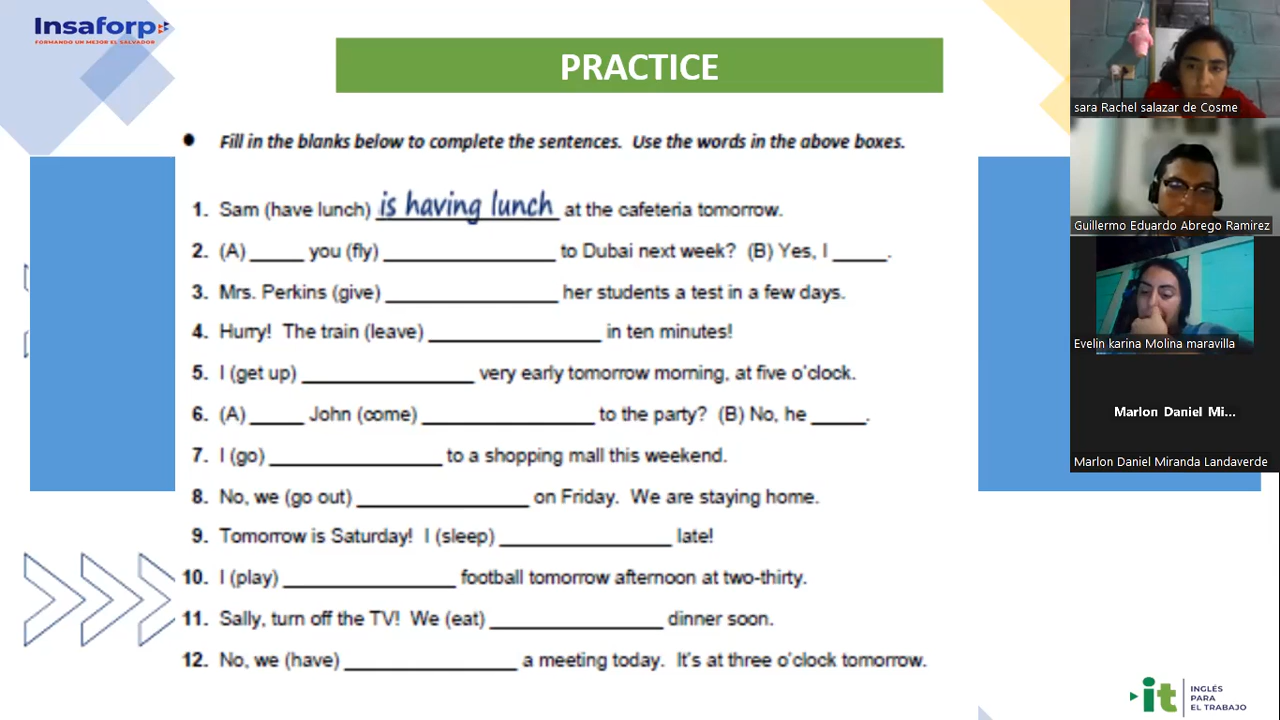 Insaforp
FORMANDO UN MEJOR EL SALVADOR
PRACTICE
Fill in the blanks below to complete the sentences. Use the words in the above boxes.
1. Sam (have lunch) is having lunch at the cafeteria tomorrow.
2. (A) _____ you (fly) ________________ to Dubai next week? (B) Yes, I _____.
3. Mrs. Perkins (give) ________________ her students a test in a few days.
4. Hurry! The train (leave) ________________ in ten minutes!
5. I (get up) ________________ very early tomorrow morning, at five o'clock.
6. (A) _____ John (come) ________________ to the party? (B) No, he _____.
7. I (go) ________________ to a shopping mall this weekend.
8. No, we (go out) ________________ on Friday. We are staying home.
9. Tomorrow is Saturday! I (sleep) ________________ late!
10. I (play) ________________ football tomorrow afternoon at two-thirty.
11. Sally, turn off the TV! We (eat) ________________ dinner soon.
12. No, we (have) ________________ a meeting today. It's at three o'clock tomorrow.
sara Rachel salazar de Cosme
Guillermo Eduardo Abrego Ramirez
Evelin karina Molina maravilla
Marlon Daniel Mi...
Marlon Daniel Miranda Landaverde
it
INGLÉS
PARA
EL TRABAJO